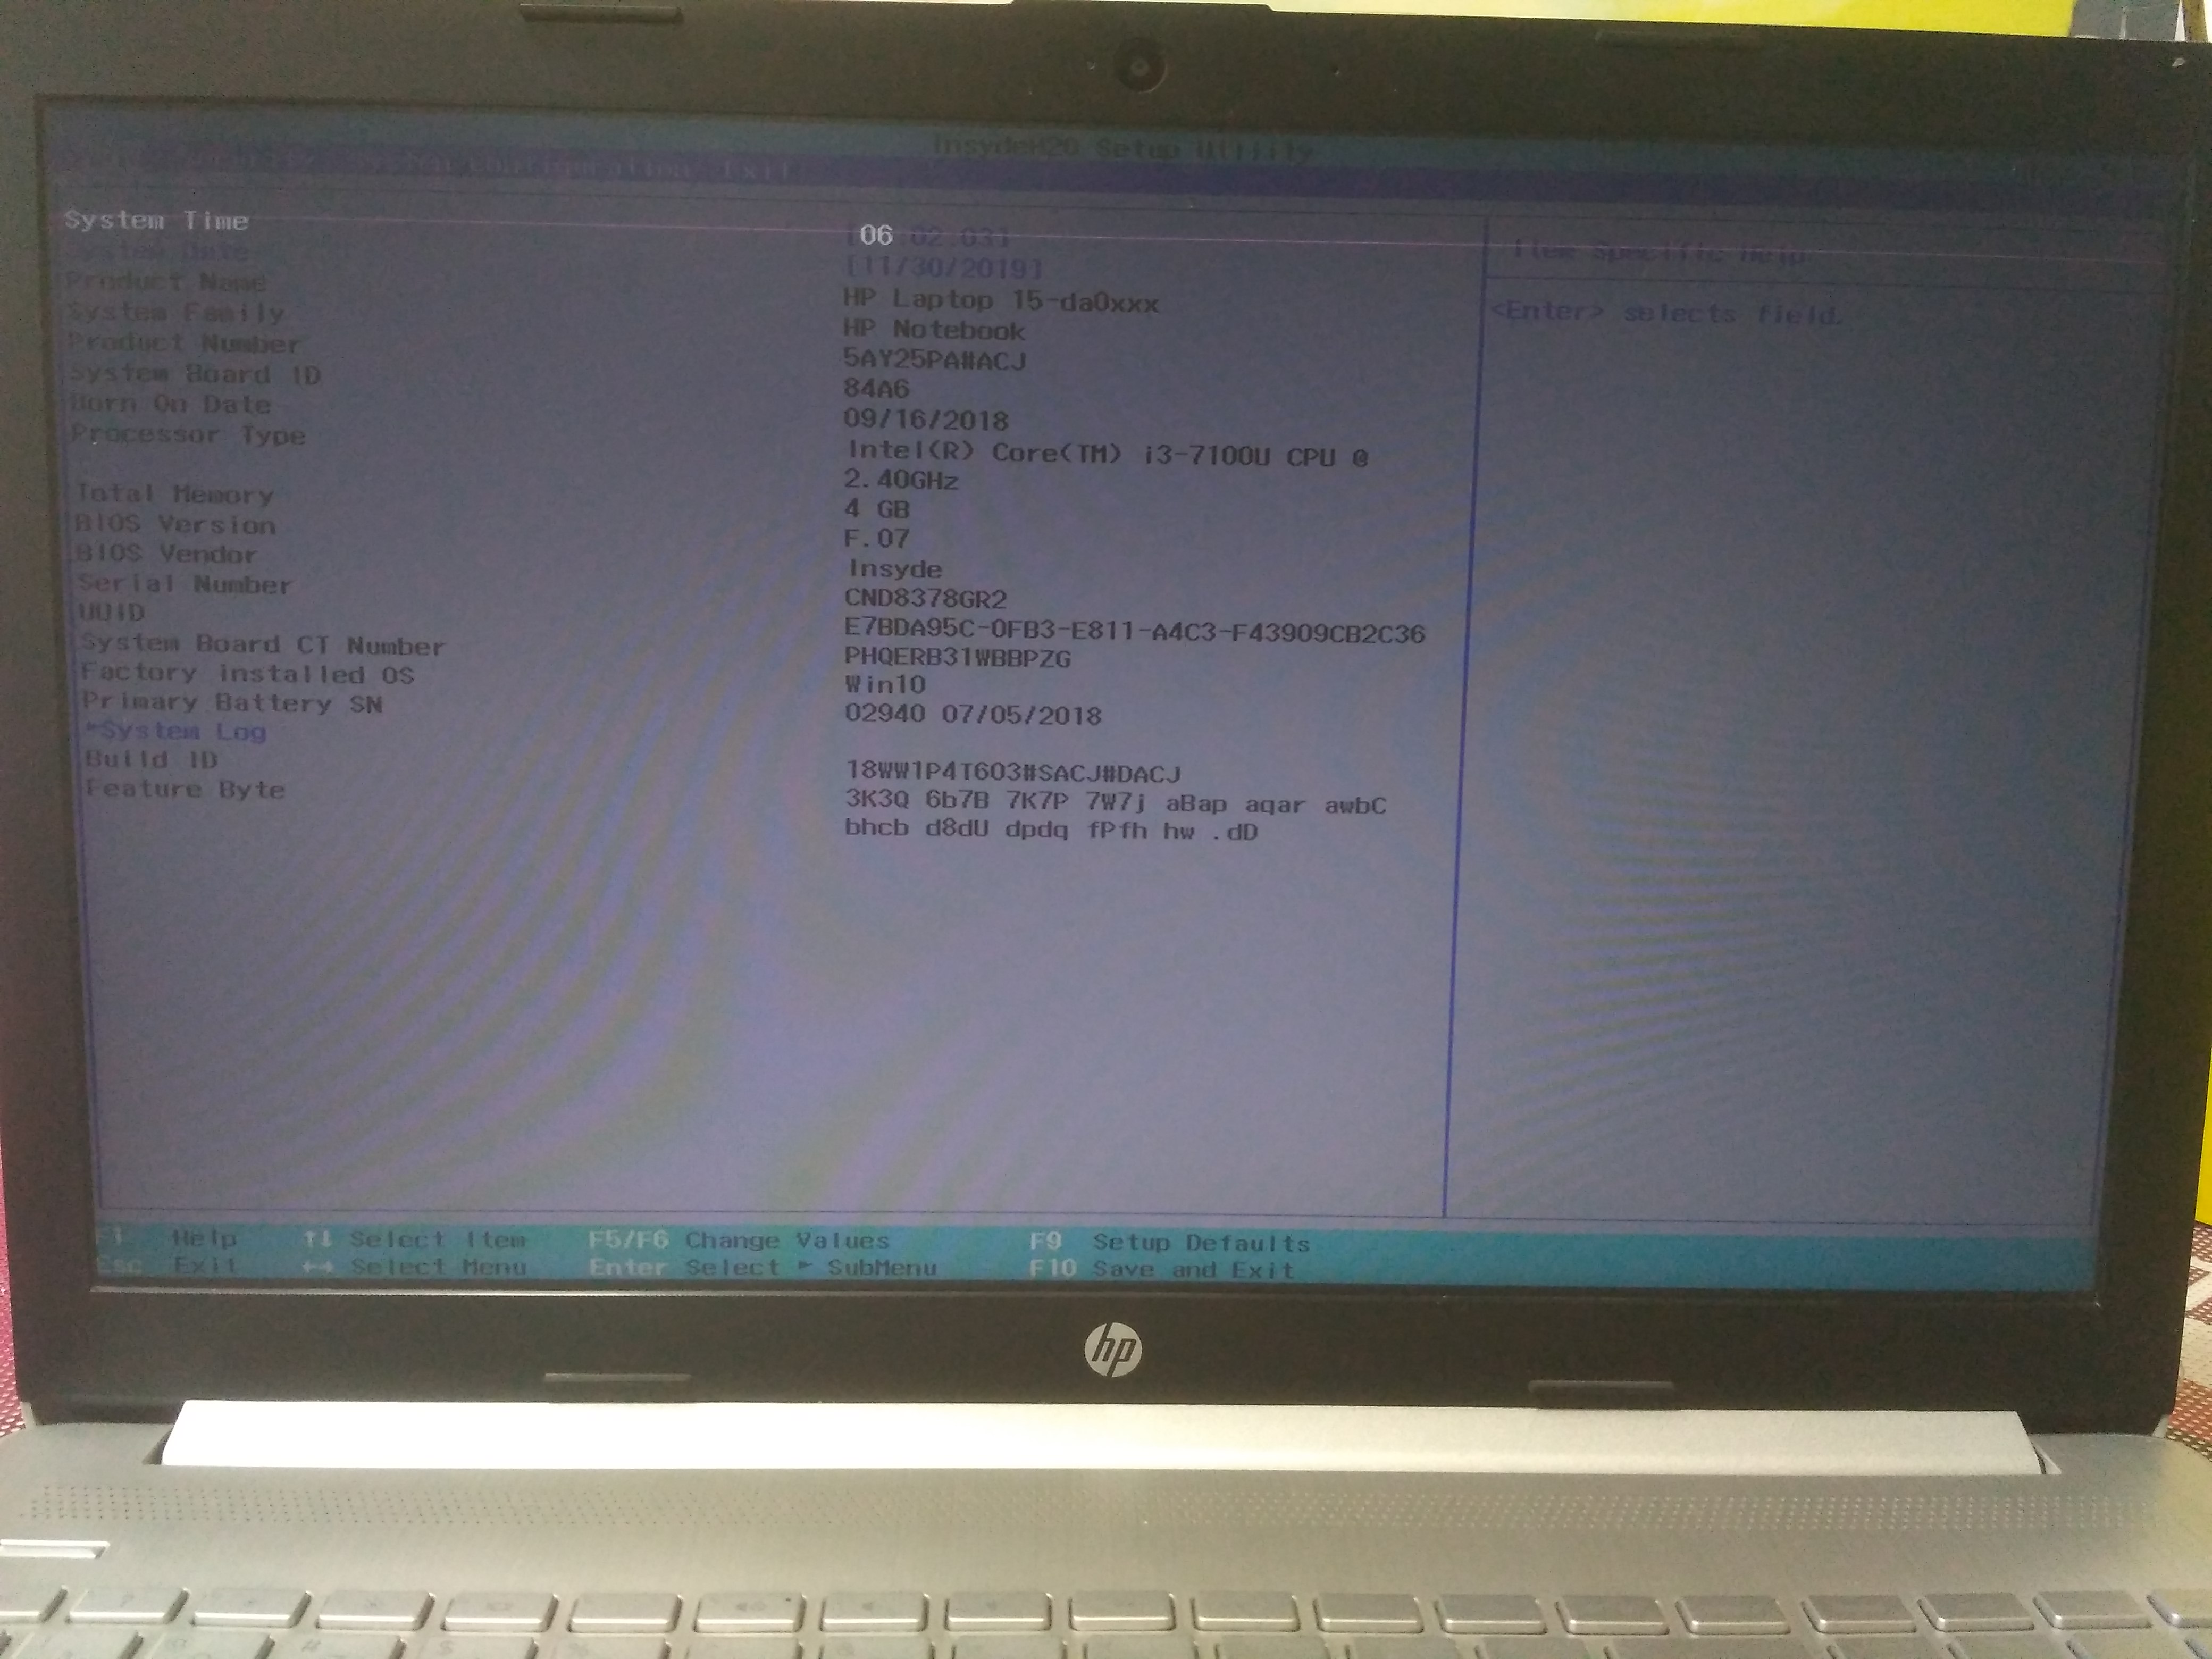 InsydeH20 Setup Utility
System Configuration Exit
System Time [06:02:03]
System Date [11/30/2019]
Product Name HP Laptop 15-da0xxx
System Family HP Notebook
Product Number 5AY25PA#ACJ
System Board ID 84A6
Born On Date 09/16/2018
Processor Type Intel(R) Core(TM) i3-7100U CPU @
2.40GHz
Total Memory 4 GB
BIOS Version F.07
BIOS Vendor Insyde
Serial Number CND8378GR2
UUID E7BDA95C-0FB3-E811-A4C3-F43909CB2C36
System Board CT Number PHQERB31WBBPZG
Factory installed OS Win10
Primary Battery SN 02940 07/05/2018
►System Log
Build ID 18WW1P4T603#SACJ#DACJ
Feature Byte 3K3Q 6b7B 7K7P 7W7j aBap aqar awbC
bhcb d8dU dpdq fPfh hw .dD
Item Specific Help
<Enter> selects field.
F1 Help ↑↓ Select Item F5/F6 Change Values F9 Setup Defaults
Esc Exit ←→ Select Menu Enter Select ► SubMenu F10 Save and Exit
hp